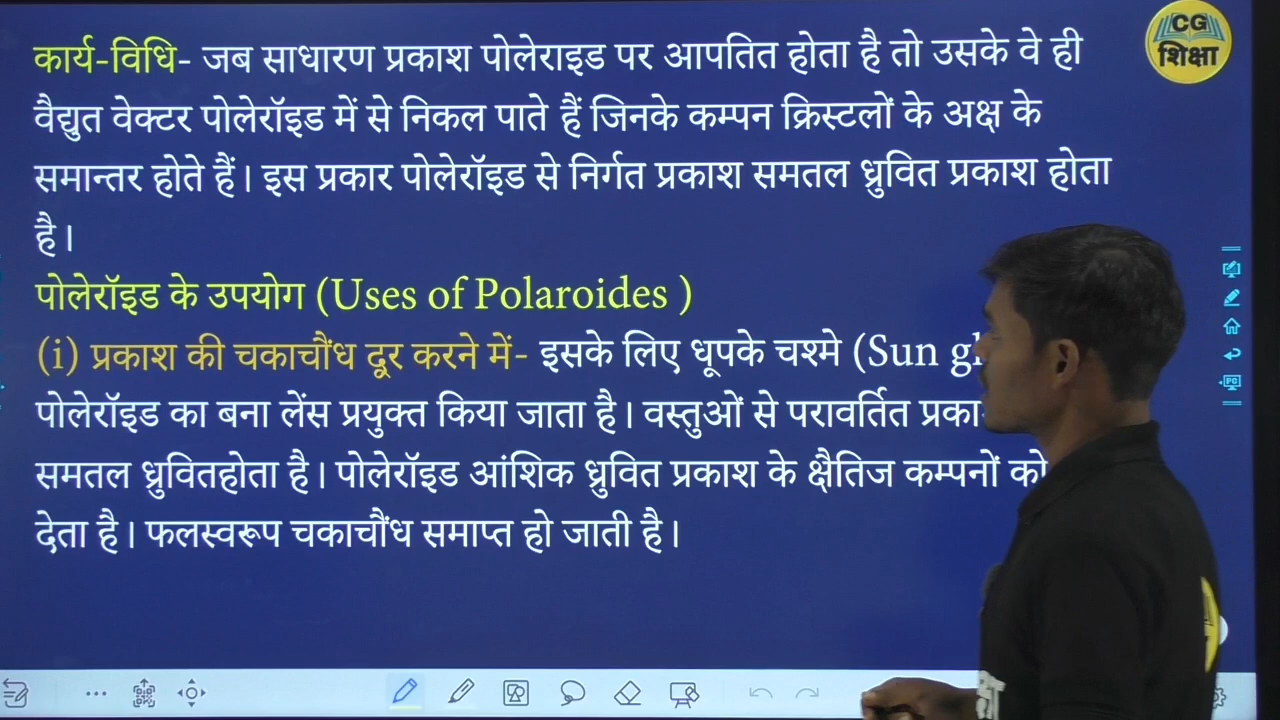 CG
शिक्षा
कार्य-विधि- जब साधारण प्रकाश पोलेराइड पर आपतित होता है तो उसके वे ही
वैद्युत वेक्टर पोलेरॉइड में से निकल पाते हैं जिनके कम्पन क्रिस्टलों के अक्ष के
समान्तर होते हैं। इस प्रकार पोलेरॉइड से निर्गत प्रकाश समतल ध्रुवित प्रकाश होता
है।
पोलेरॉइड के उपयोग (Uses of Polaroides )
(i) प्रकाश की चकाचौंध दूर करने में- इसके लिए धूपके चश्मे (Sun
पोलेरॉइड का बना लेंस प्रयुक्त किया जाता है। वस्तुओं से परावर्तित
समतल ध्रुवितहोता है। पोलेरॉइड आंशिक ध्रुवित प्रकाश के क्षैतिज कम्पनों को
देता है। फलस्वरूप चकाचौंध समाप्त हो जाती है।